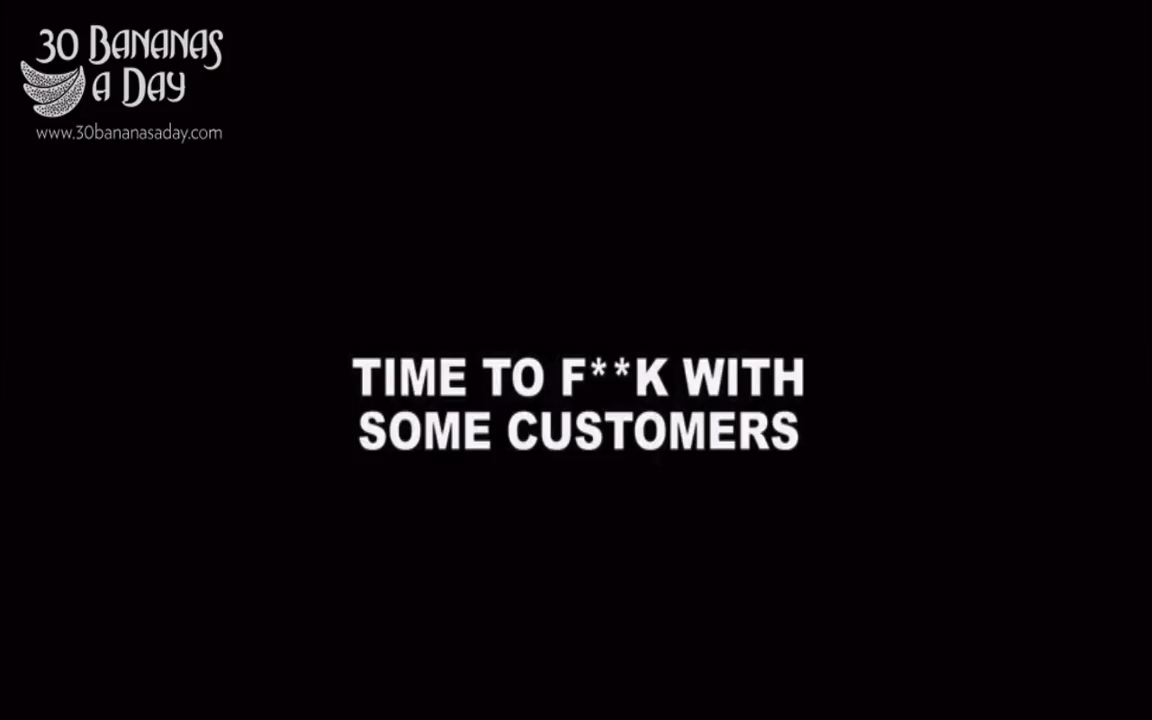 30 BANANAS
A DAY
www.30bananasaday.com
TIME TO F**K WITH
SOME CUSTOMERS